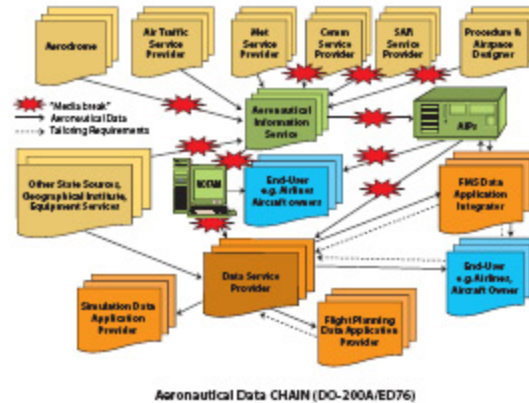 Aerodrome
Air Traffic
Service
Provider
Met
Service
Provider
Comm
Service
Provider
SAR
Service
Provider
Procedure &
Airspace
Designer
"Media break"
Aeronautical Data
Tailoring Requirements
Aeronautical
Information
Service
AIPs
Other State Sources,
Geographical Institute,
Equipment Services
NOTAM
End-User
e.g. Airlines
Aircraft owners
FMS Data
Application
Integrater
Data Service
Provider
End-User
e.g. Airlines,
Aircraft Owner
Simulation Data
Application
Provider
Flight Planning
Data Application
Provider
Aeronautical Data CHAIN (DO-200A/ED76)